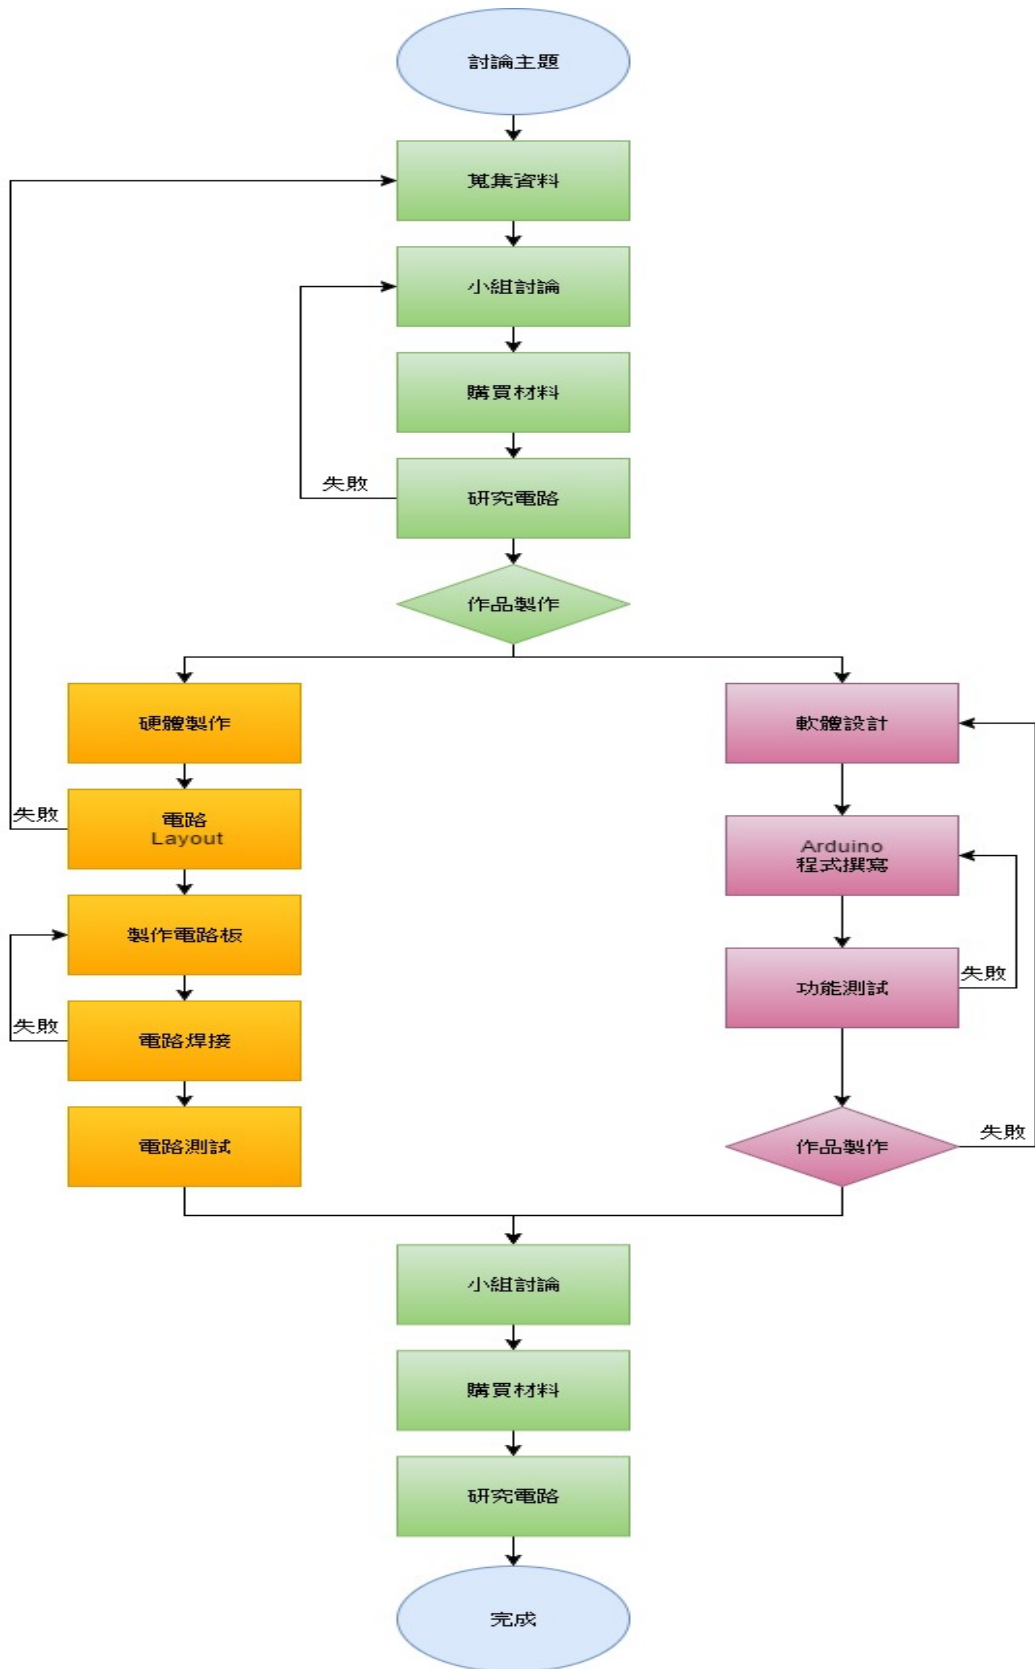 討論主題
蒐集資料
小組討論
購買材料
失敗
研究電路
作品製作
硬體製作
失敗
電路
Layout
製作電路板
失敗
電路焊接
電路測試
軟體設計
Arduino
程式撰寫
功能測試
失敗
作品製作
失敗
小組討論
購買材料
研究電路
完成